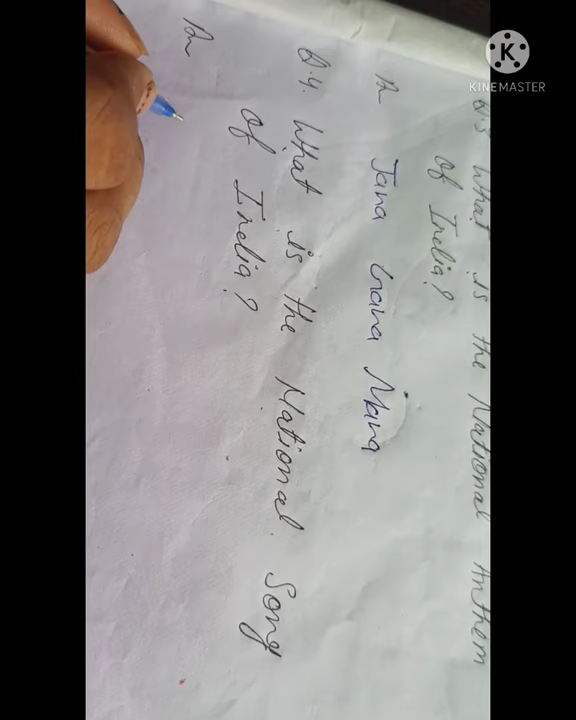 KINEMASTER
Q.3 What is the National Anthem
of India?
A Jana Gana Mana
Q.4. What is the National Song
of India?
A